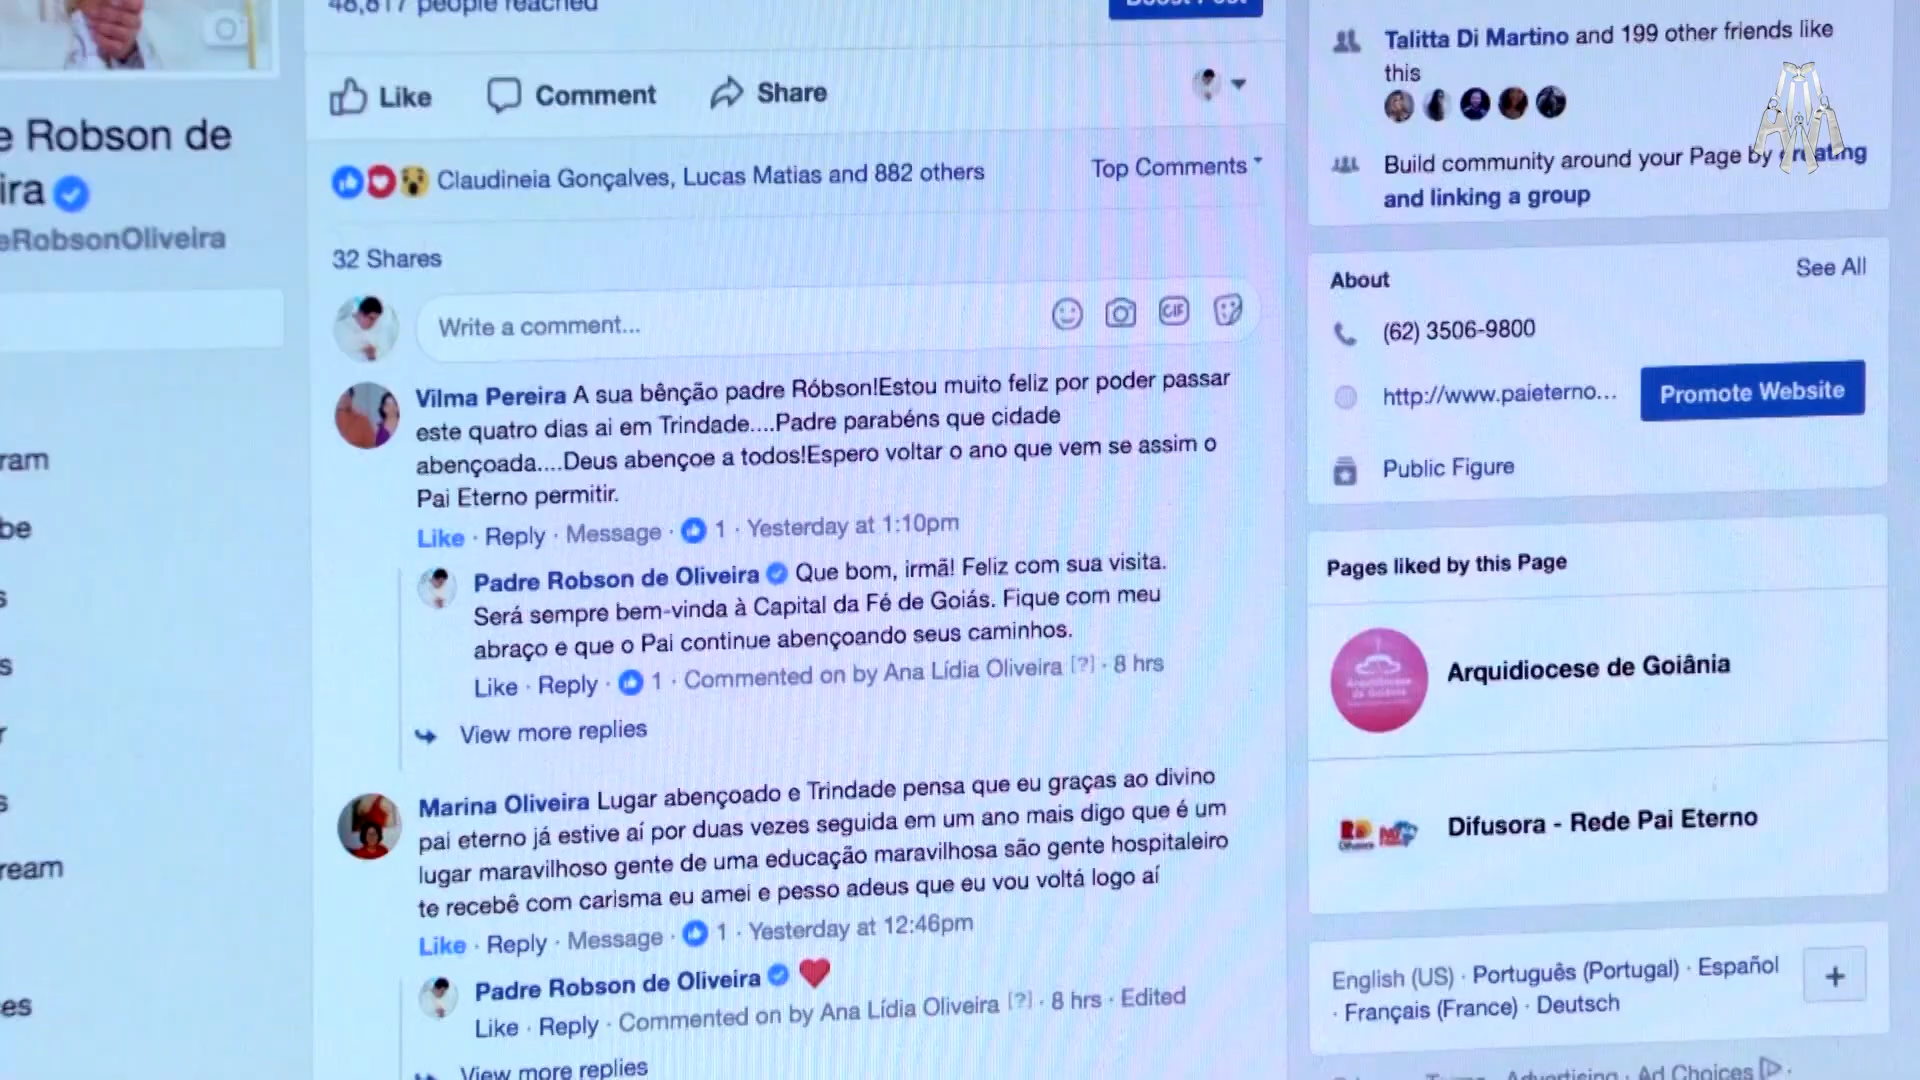 48,817 people reached
Boost Post
Like Comment Share
Claudineia Gonçalves, Lucas Matias and 882 others
Top Comments
32 Shares
Write a comment...
GIF
Vilma Pereira A sua bênção padre Róbson!Estou muito feliz por poder passar
este quatro dias ai em Trindade....Padre parabéns que cidade
abençoada....Deus abençoe a todos!Espero voltar o ano que vem se assim o
Pai Eterno permitir.
Like · Reply · Message · 1 · Yesterday at 1:10pm
Padre Robson de Oliveira Que bom, irmã! Feliz com sua visita.
Será sempre bem-vinda à Capital da Fé de Goiás. Fique com meu
abraço e que o Pai continue abençoando seus caminhos.
Like · Reply · 1 · Commented on by Ana Lídia Oliveira [?] · 8 hrs
View more replies
Marina Oliveira Lugar abençoado e Trindade pensa que eu graças ao divino
pai eterno já estive aí por duas vezes seguida em um ano mais digo que é um
lugar maravilhoso gente de uma educação maravilhosa são gente hospitaleiro
te recebê com carisma eu amei e pesso adeus que eu vou voltá logo aí
Like · Reply · Message · 1 · Yesterday at 12:46pm
Padre Robson de Oliveira
Like · Reply · Commented on by Ana Lídia Oliveira [?] · 8 hrs · Edited
View more replies
e Robson de
ira
eRobsonOliveira
ram
be
s
s
r
s
ream
es
Talitta Di Martino and 199 other friends like
this
Build community around your Page by creating
and linking a group
About
See All
(62) 3506-9800
http://www.paieterno...
Promote Website
Public Figure
Pages liked by this Page
Arquidiocese de Goiânia
Difusora - Rede Pai Eterno
English (US) · Português (Portugal) · Español
· Français (France) · Deutsch
+
Advertising · Ad Choices